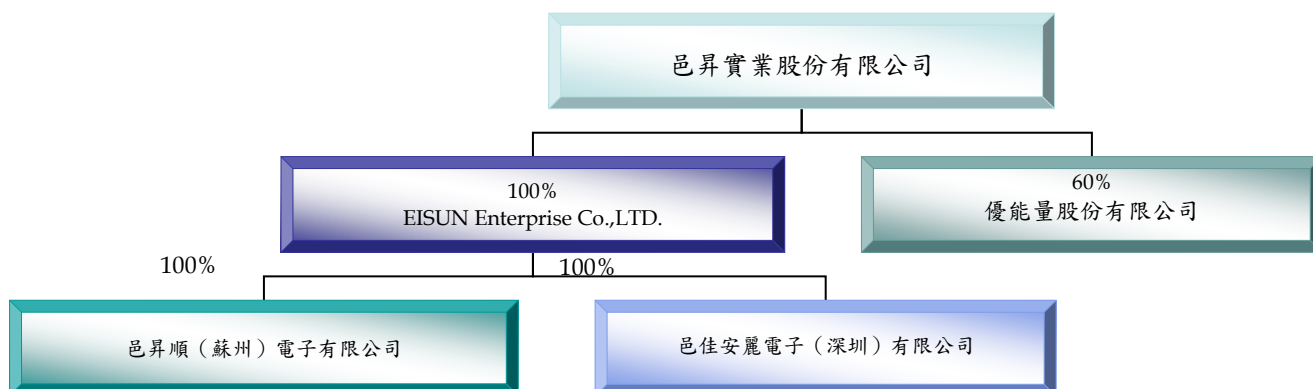 邑昇實業股份有限公司
100%
EISUN Enterprise Co.,LTD.
60%
優能量股份有限公司
100%
100%
邑昇順（蘇州）電子有限公司
邑佳安麗電子（深圳）有限公司